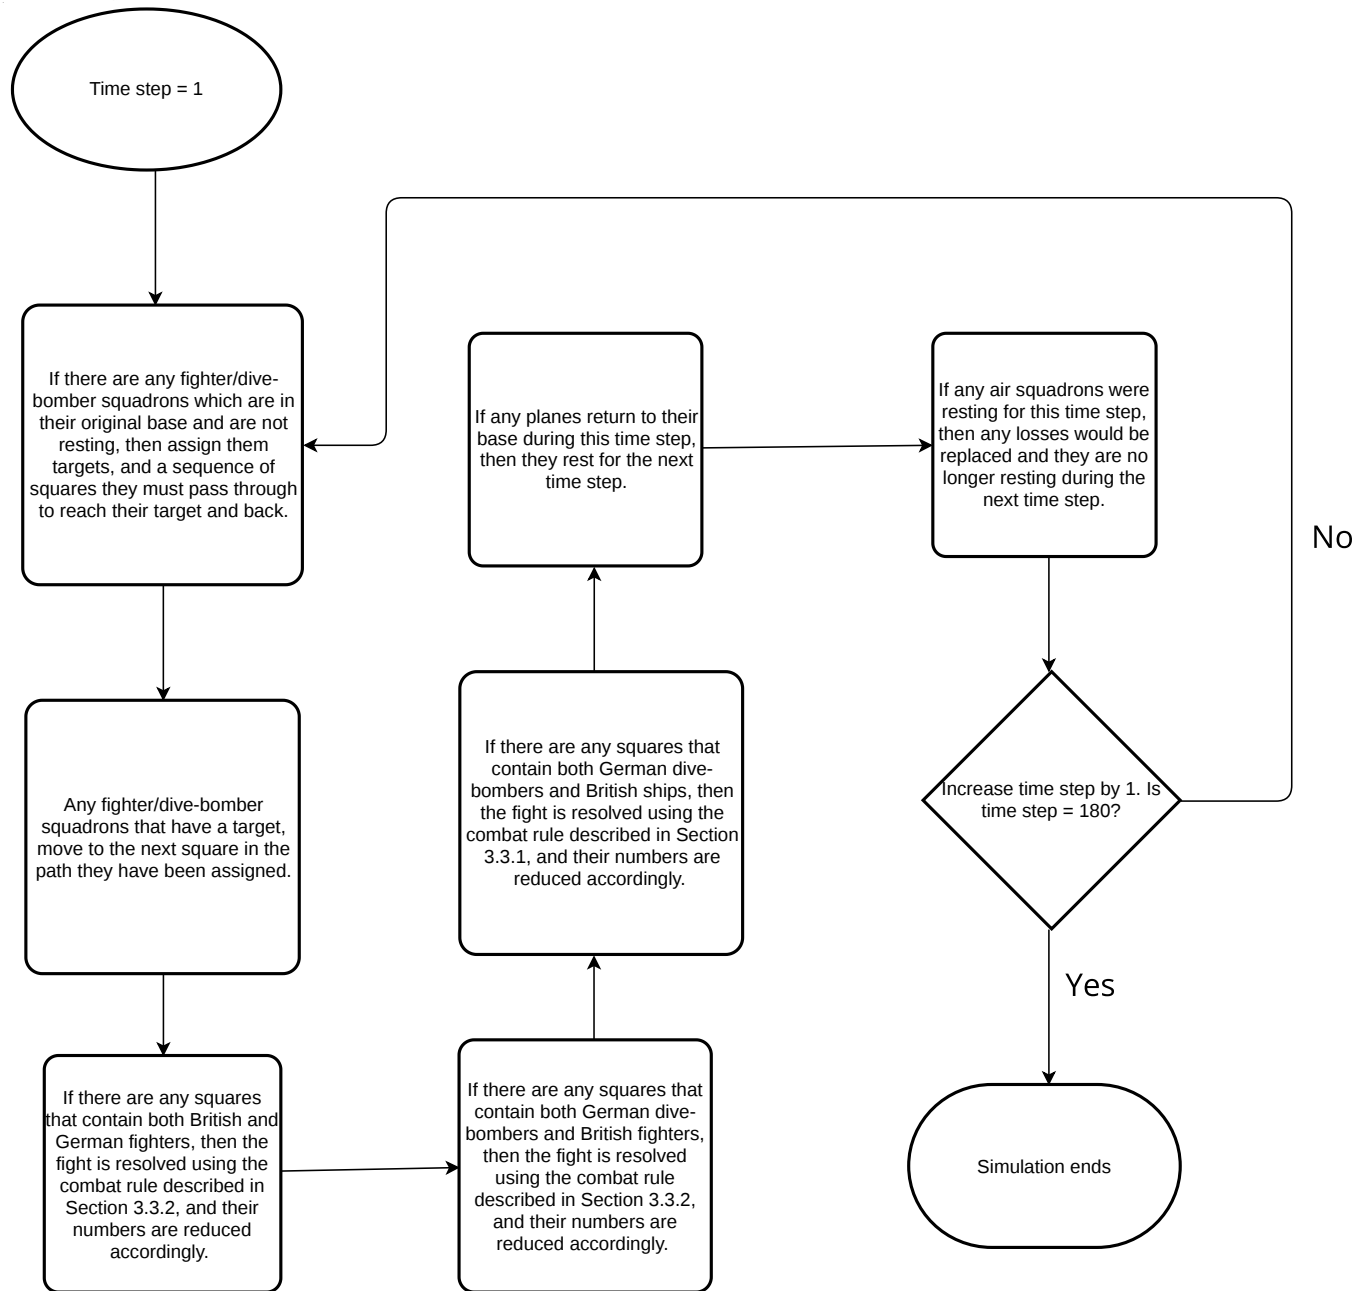 Time step = 1
If there are any fighter/dive-
bomber squadrons which are in
their original base and are not
resting, then assign them
targets, and a sequence of
squares they must pass through
to reach their target and back.
Any fighter/dive-bomber
squadrons that have a target,
move to the next square in the
path they have been assigned.
If there are any squares
that contain both British and
German fighters, then the
fight is resolved using the
combat rule described in
Section 3.3.2, and their
numbers are reduced
accordingly.
If there are any squares that
contain both German dive-
bombers and British fighters,
then the fight is resolved
using the combat rule
described in Section 3.3.2,
and their numbers are
reduced accordingly.
If there are any squares that
contain both German dive-
bombers and British ships, then
the fight is resolved using the
combat rule described in Section
3.3.1, and their numbers are
reduced accordingly.
If any planes return to their
base during this time step,
then they rest for the next
time step.
If any air squadrons were
resting for this time step,
then any losses would be
replaced and they are no
longer resting during the
next time step.
Increase time step by 1. Is
time step = 180?
No
Yes
Simulation ends